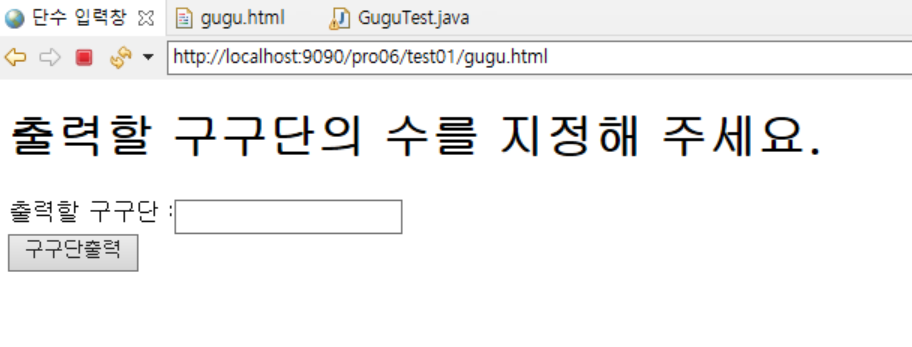 단수 입력창 gugu.html GuguTest.java
http://localhost:9090/pro06/test01/gugu.html
출력할 구구단의 수를 지정해 주세요.
출력할 구구단 :
구구단출력